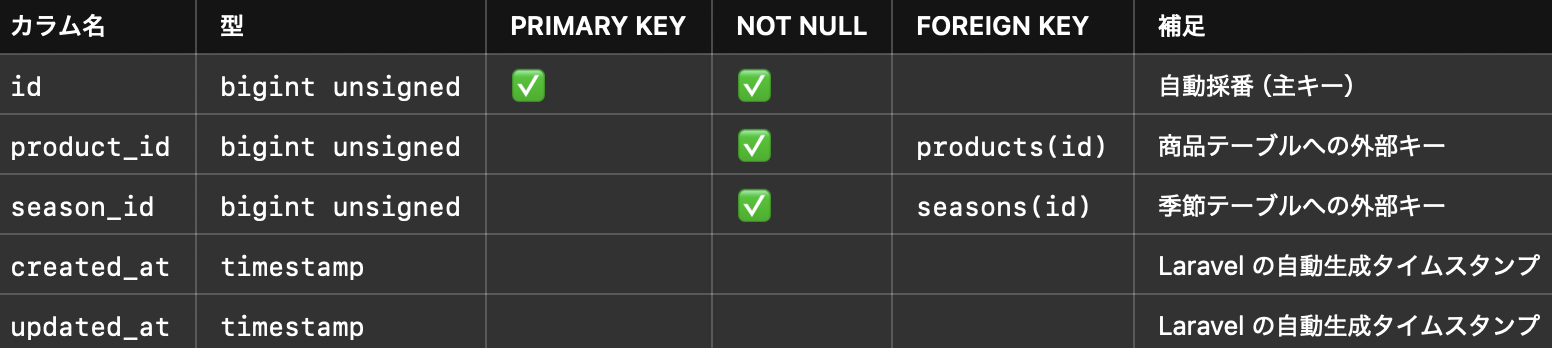 カラム名 型 PRIMARY KEY NOT NULL FOREIGN KEY 補足
id bigint unsigned ✅ ✅ 自動採番（主キー）
product_id bigint unsigned ✅ products(id) 商品テーブルへの外部キー
season_id bigint unsigned ✅ seasons(id) 季節テーブルへの外部キー
created_at timestamp Laravel の自動生成タイムスタンプ
updated_at timestamp Laravel の自動生成タイムスタンプ